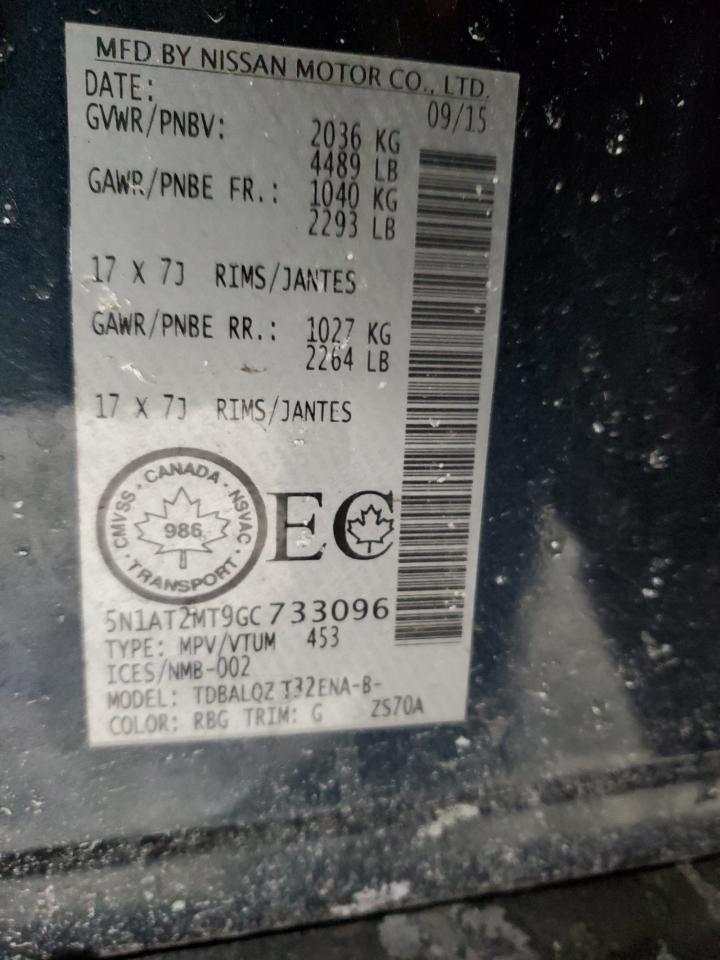 MFD BY NISSAN MOTOR CO., LTD.
DATE: 09/15
GVWR/PNBV: 2036 KG
4489 LB
GAWR/PNBE FR.: 1040 KG
2293 LB
17 X 7J RIMS/JANTES
GAWR/PNBE RR.: 1027 KG
2264 LB
17 X 7J RIMS/JANTES
CANADA · NSVAC · TRANSPORT · CMVSS ·
986
EC
5N1AT2MT9GC733096
TYPE: MPV/VTUM 453
ICES/NMB-002
MODEL: TDBALQZ T32ENA-B-
COLOR: RBG TRIM: G ZS70A